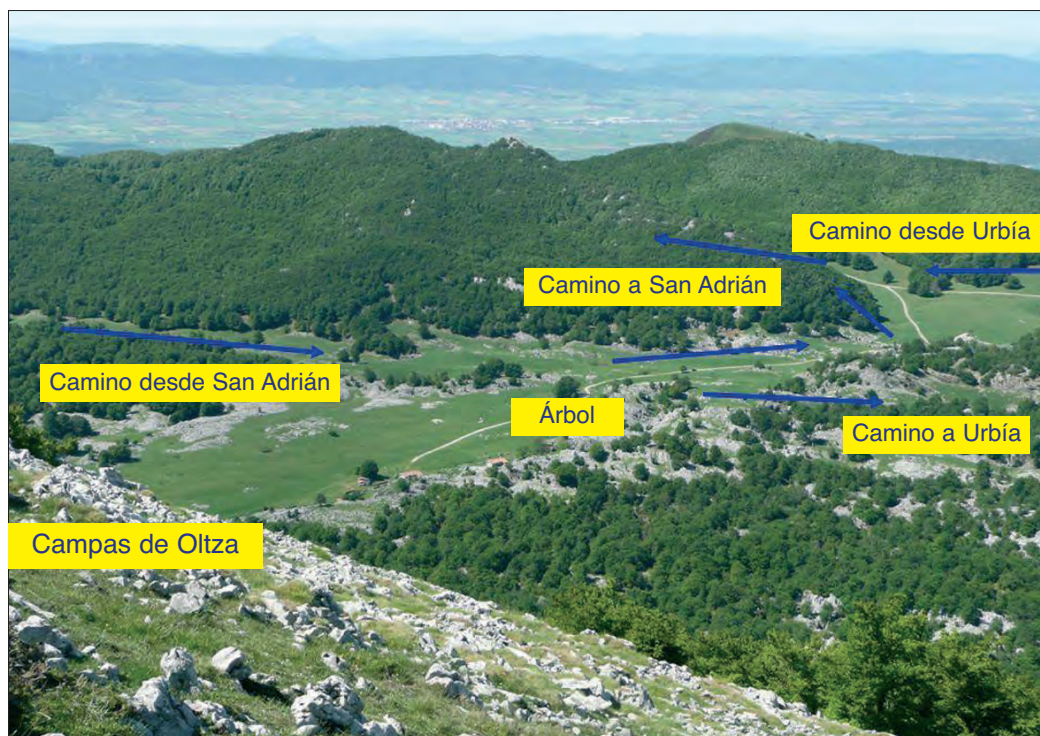 Camino desde Urbía
Camino a San Adrián
Camino desde San Adrián
Árbol
Camino a Urbía
Campas de Oltza